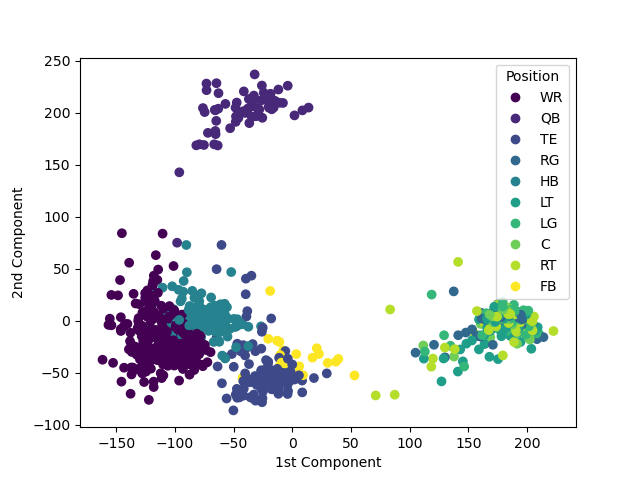 250
200
150
100
50
0
−50
−100
2nd Component
−150
−100
−50
0
50
100
150
200
1st Component
Position
WR
QB
TE
RG
HB
LT
LG
C
RT
FB